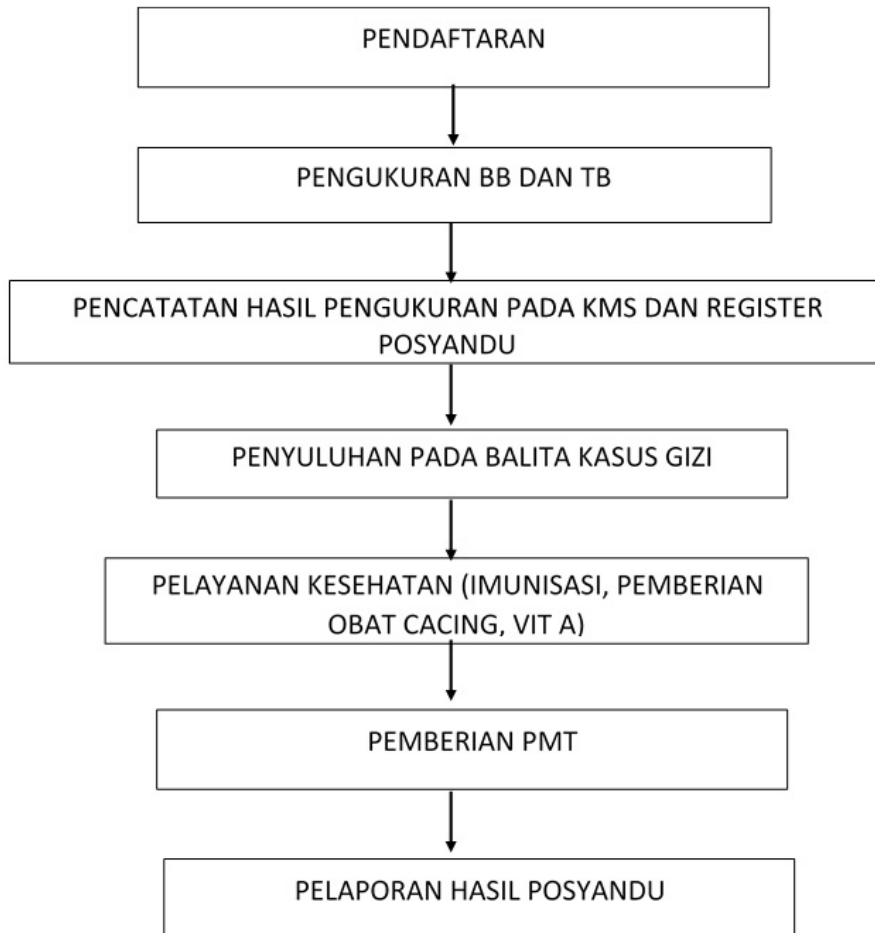 PENDAFTARAN
PENGUKURAN BB DAN TB
PENCATATAN HASIL PENGUKURAN PADA KMS DAN REGISTER
POSYANDU
PENYULUHAN PADA BALITA KASUS GIZI
PELAYANAN KESEHATAN (IMUNISASI, PEMBERIAN
OBAT CACING, VIT A)
PEMBERIAN PMT
PELAPORAN HASIL POSYANDU